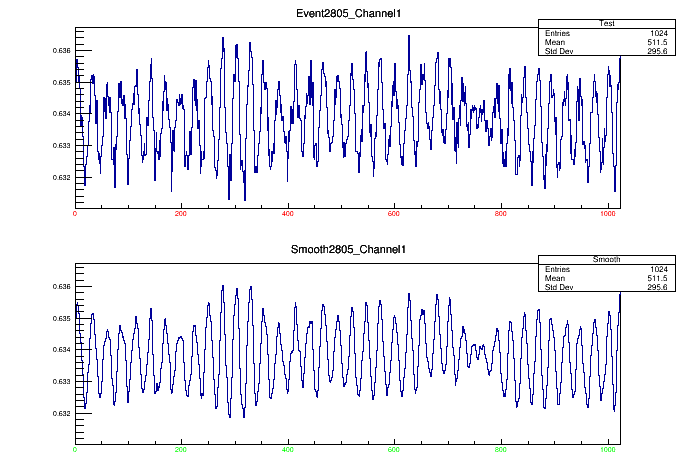 Event2805_Channel1
Test
Entries 1024
Mean 511.5
Std Dev 295.6
0.636
0.635
0.634
0.633
0.632
0 200 400 600 800 1000
Smooth2805_Channel1
Smooth
Entries 1024
Mean 511.5
Std Dev 295.6
0.636
0.635
0.634
0.633
0.632
0 200 400 600 800 1000